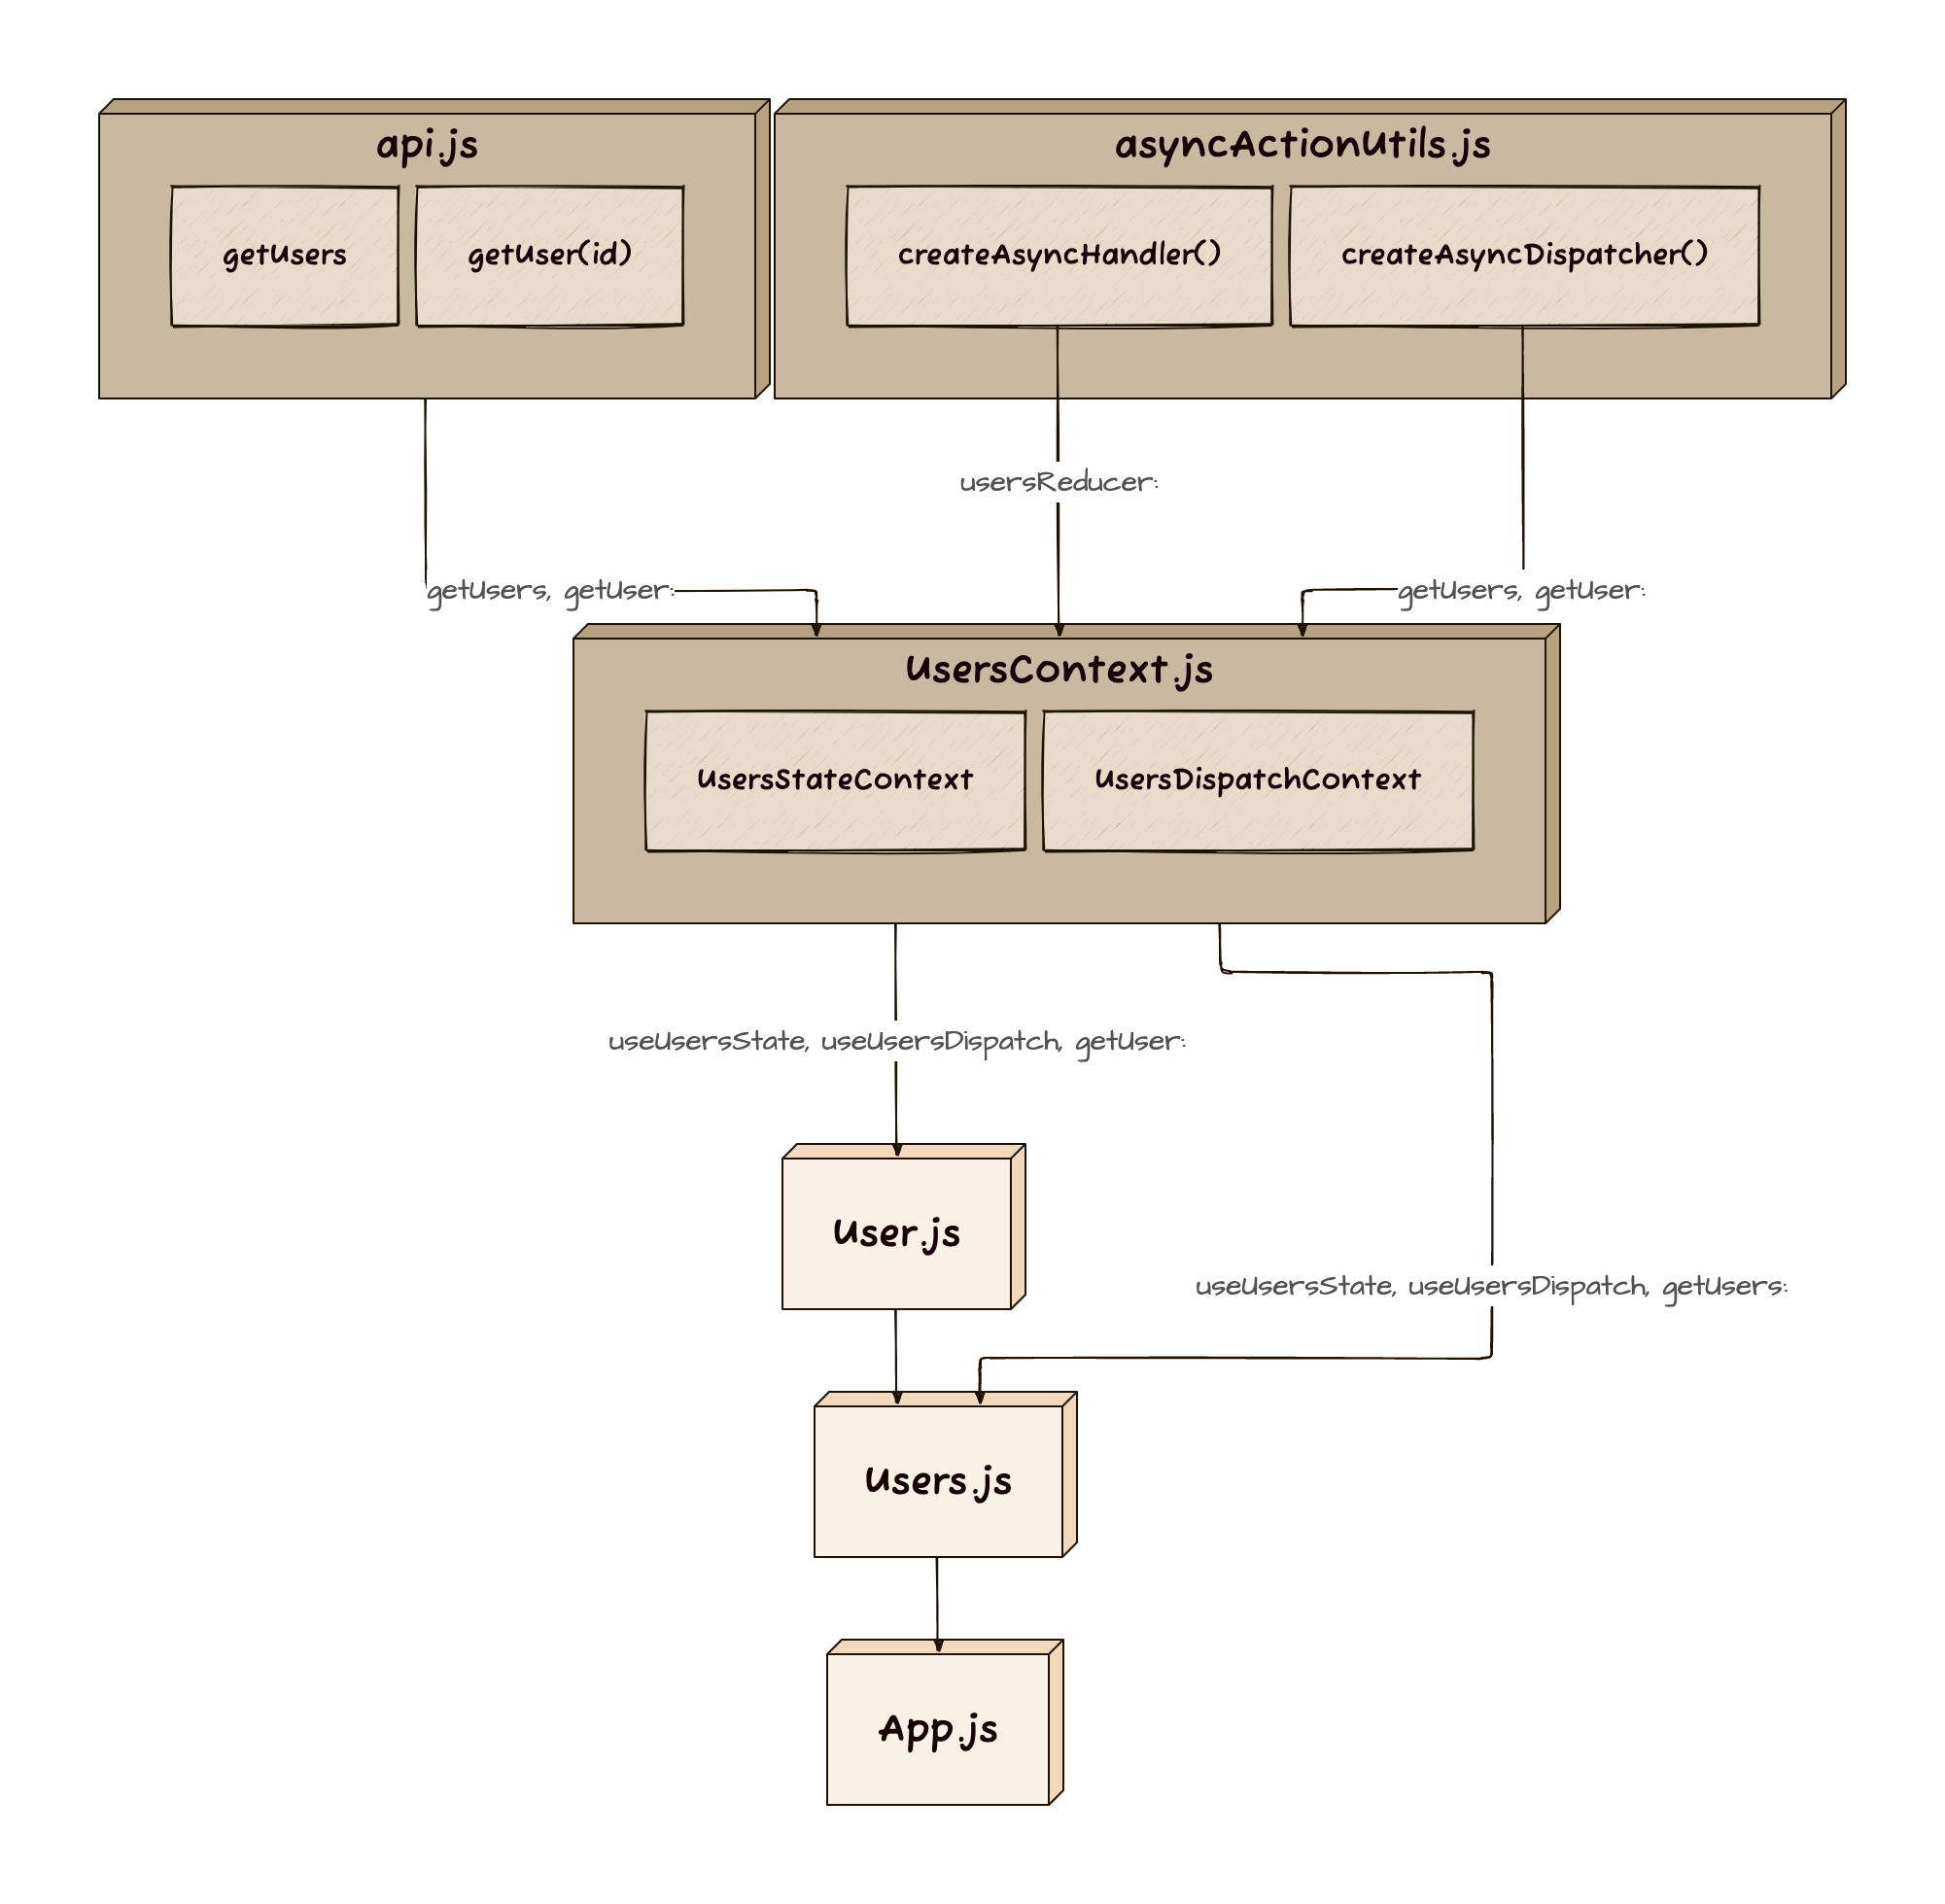 api.js
asyncActionUtils.js
getUsers
getUser(id)
createAsyncHandler()
createAsyncDispatcher()
usersReducer:
getUsers, getUser:
getUsers, getUser:
UsersContext.js
UsersStateContext
UsersDispatchContext
useUsersState, useUsersDispatch, getUser:
User.js
useUsersState, useUsersDispatch, getUsers:
Users.js
App.js